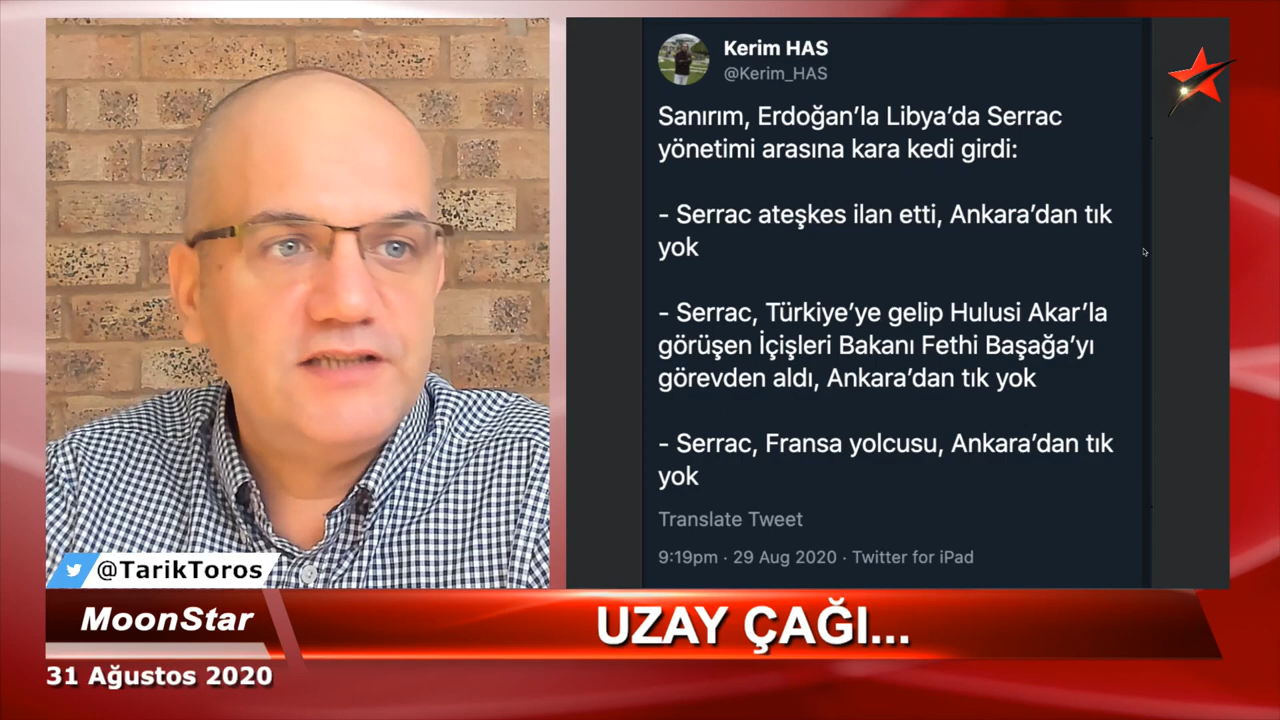 Kerim HAS
@Kerim_HAS
Sanırım, Erdoğan’la Libya’da Serrac
yönetimi arasına kara kedi girdi:
- Serrac ateşkes ilan etti, Ankara’dan tık
yok
- Serrac, Türkiye’ye gelip Hulusi Akar’la
görüşen İçişleri Bakanı Fethi Başağa’yı
görevden aldı, Ankara’dan tık yok
- Serrac, Fransa yolcusu, Ankara’dan tık
yok
Translate Tweet
9:19pm · 29 Aug 2020 · Twitter for iPad
@TarikToros
MoonStar
UZAY ÇAĞI...
31 Ağustos 2020